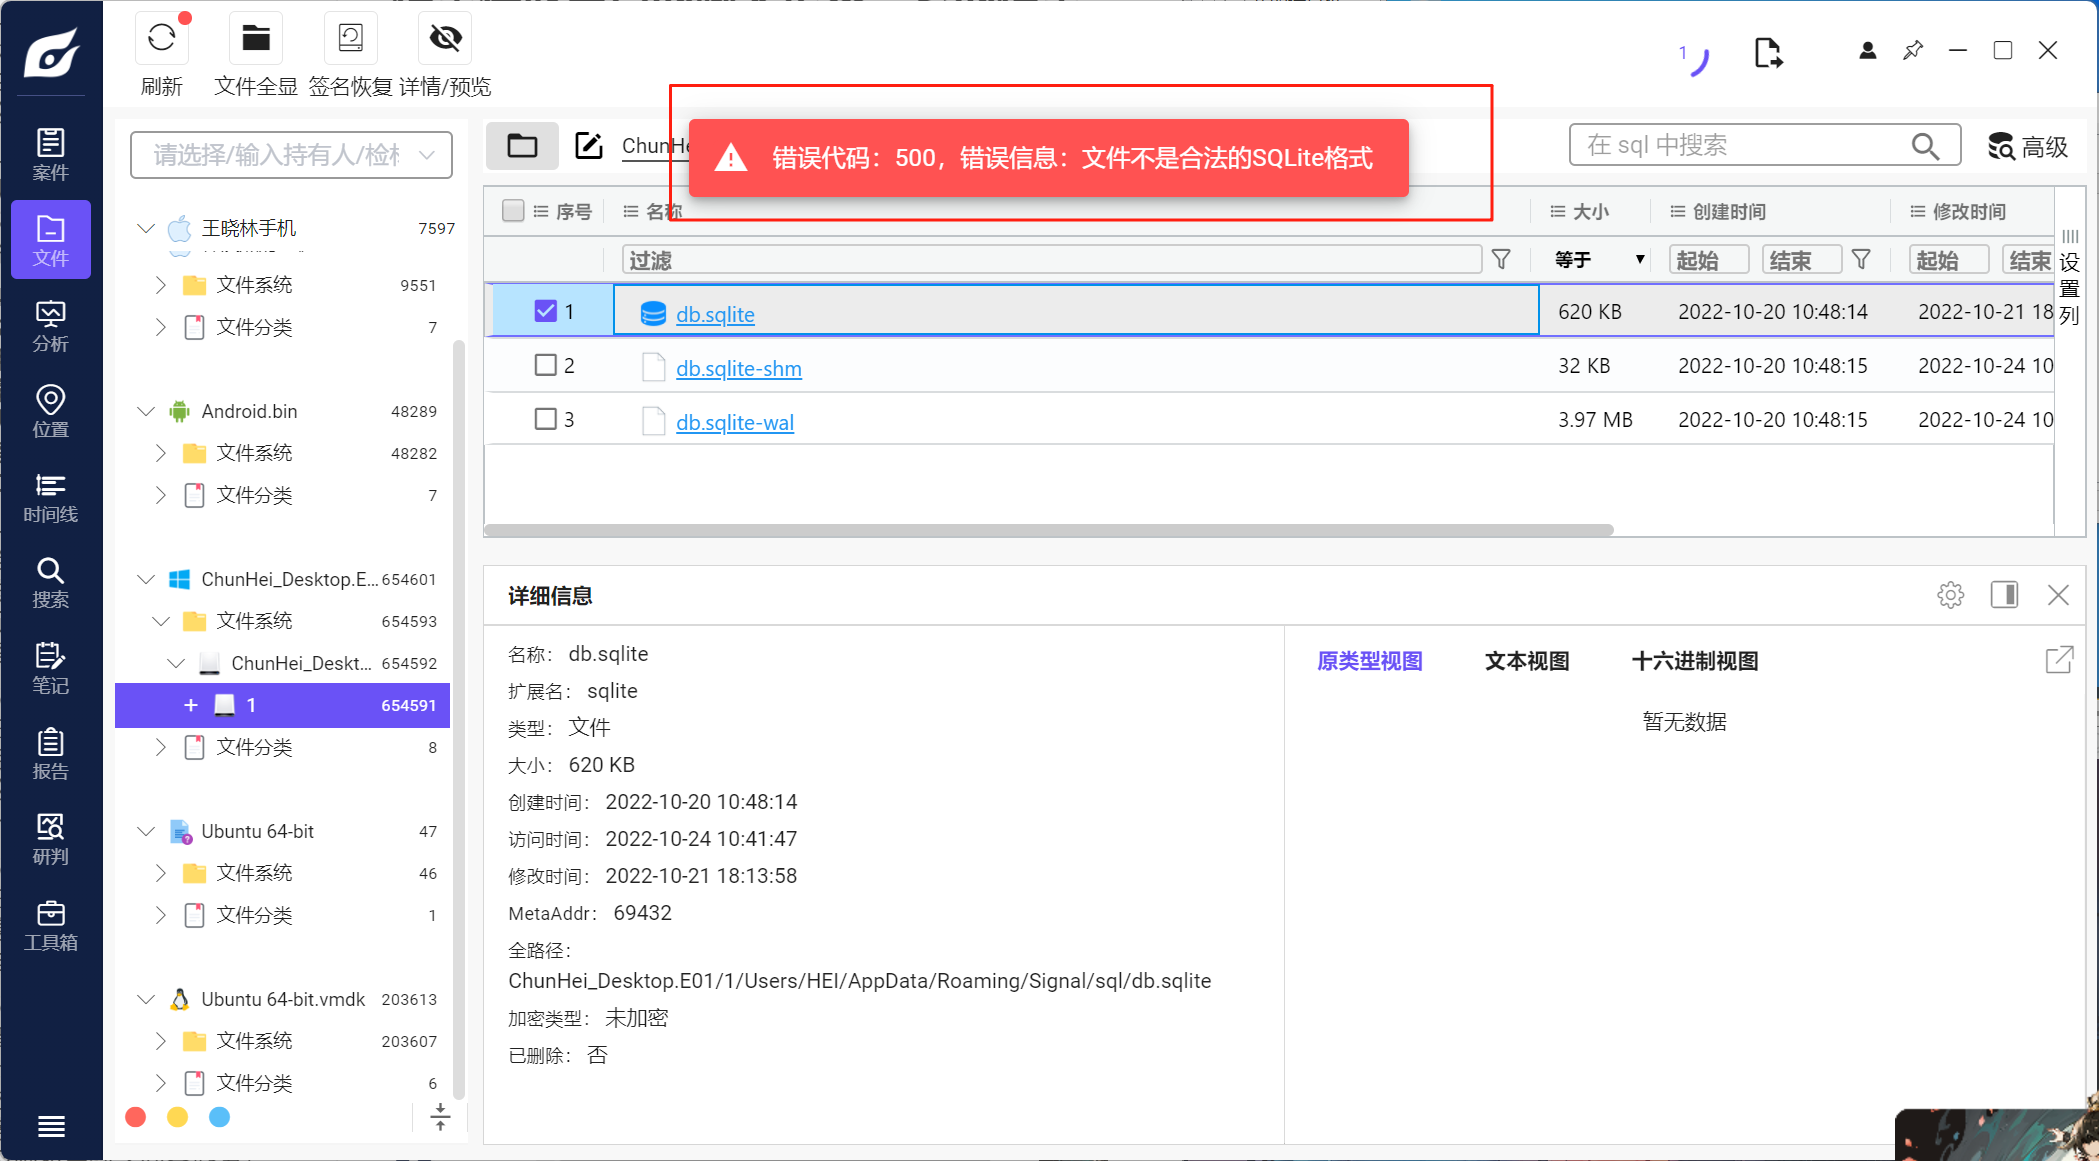 刷新
文件全显
签名恢复
详情/预览
1
案件
文件
分析
位置
时间线
搜索
笔记
报告
研判
工具箱
请选择/输入持有人/检材
王晓林手机 7597
文件系统 9551
文件分类 7
Android.bin 48289
文件系统 48282
文件分类 7
ChunHei_Desktop.E... 654601
文件系统 654593
ChunHei_Deskt... 654592
+ 1 654591
文件分类 8
Ubuntu 64-bit 47
文件系统 46
文件分类 1
Ubuntu 64-bit.vmdk 203613
文件系统 203607
文件分类 6
ChunHe
错误代码：500，错误信息：文件不是合法的SQLite格式
在 sql 中搜索
高级
序号 名称 大小 创建时间 修改时间
过滤 等于 起始 结束 起始 结束
设置列
1 db.sqlite 620 KB 2022-10-20 10:48:14 2022-10-21 18
2 db.sqlite-shm 32 KB 2022-10-20 10:48:15 2022-10-24 10
3 db.sqlite-wal 3.97 MB 2022-10-20 10:48:15 2022-10-24 10
详细信息
名称： db.sqlite
扩展名： sqlite
类型： 文件
大小： 620 KB
创建时间： 2022-10-20 10:48:14
访问时间： 2022-10-24 10:41:47
修改时间： 2022-10-21 18:13:58
MetaAddr： 69432
全路径：
ChunHei_Desktop.E01/1/Users/HEI/AppData/Roaming/Signal/sql/db.sqlite
加密类型： 未加密
已删除： 否
原类型视图 文本视图 十六进制视图
暂无数据